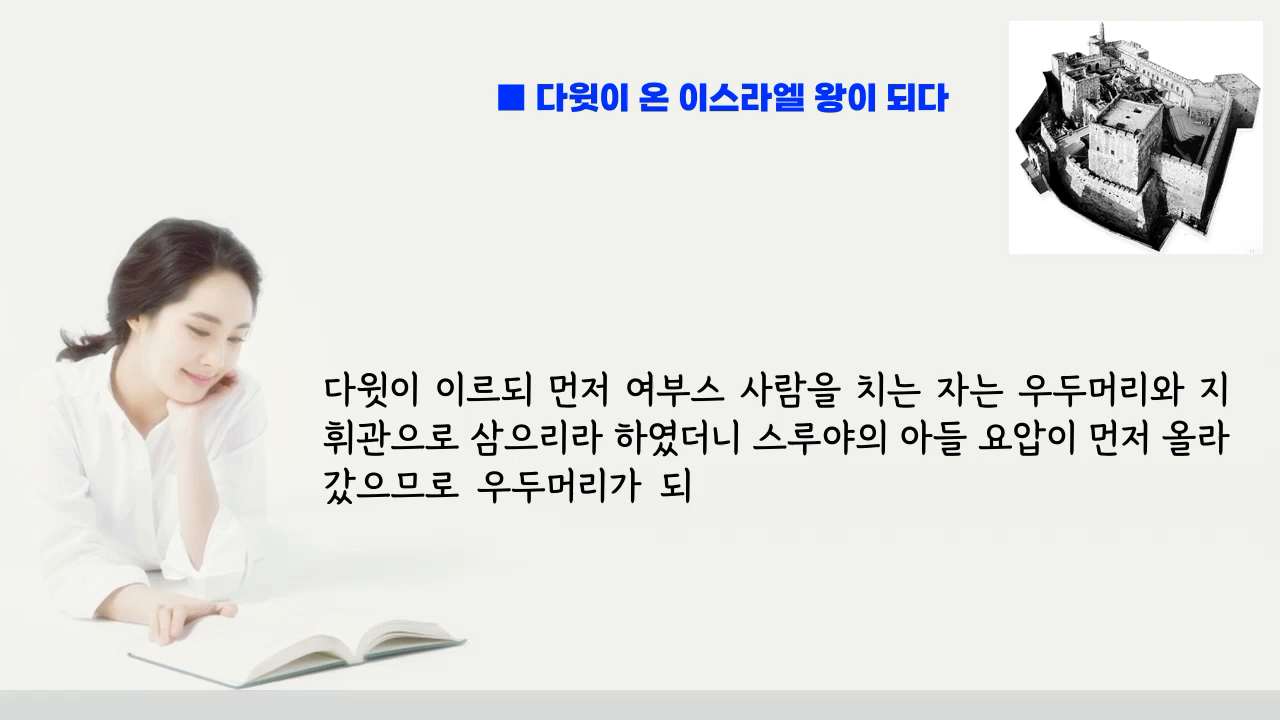 ■ 다윗이 온 이스라엘 왕이 되다
다윗이 이르되 먼저 여부스 사람을 치는 자는 우두머리와 지
휘관으로 삼으리라 하였더니 스루야의 아들 요압이 먼저 올라
갔으므로 우두머리가 되